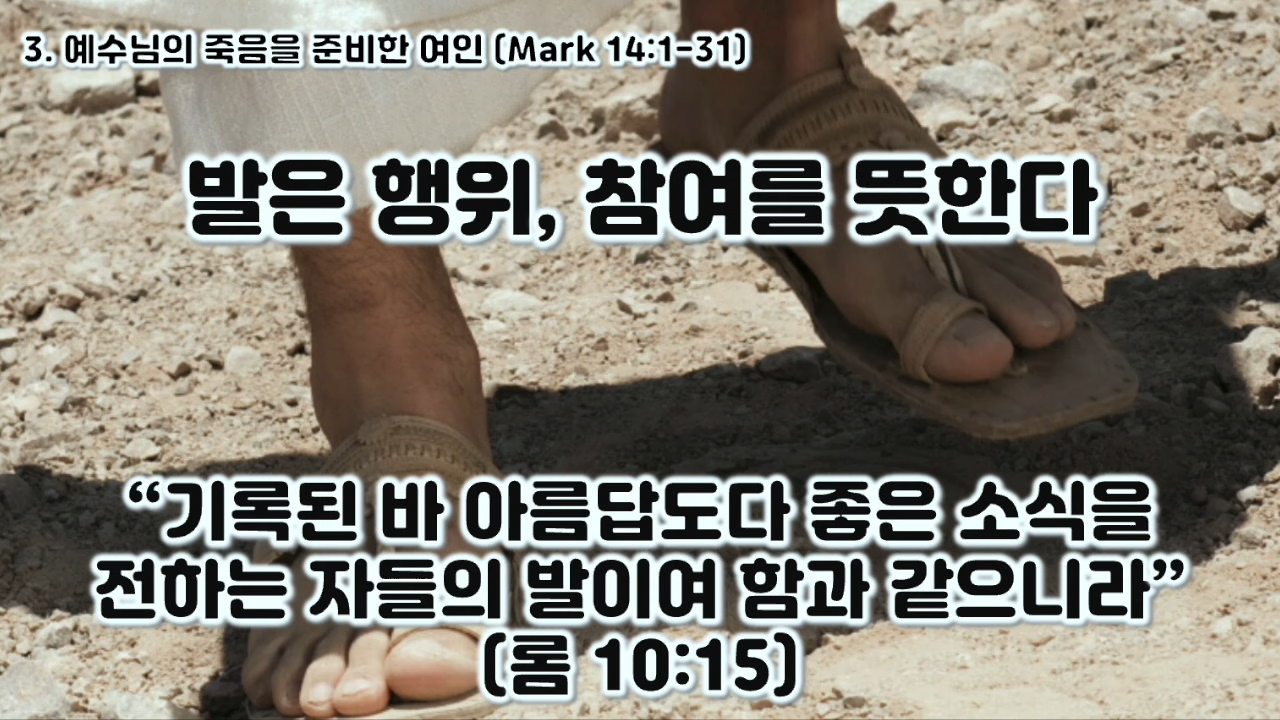 3. 예수님의 죽음을 준비한 여인 (Mark 14:1-31)
발은 행위, 참여를 뜻한다
“기록된 바 아름답도다 좋은 소식을
전하는 자들의 발이여 함과 같으니라”
(롬 10:15)